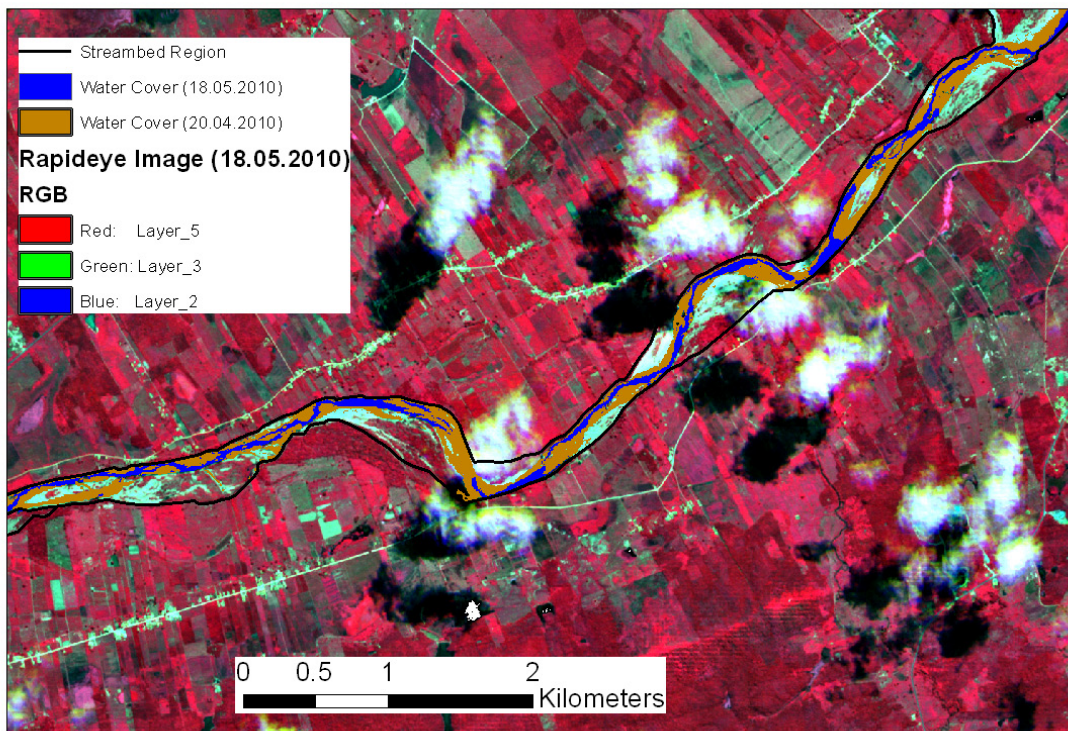 Streambed Region
Water Cover (18.05.2010)
Water Cover (20.04.2010)
Rapideye Image (18.05.2010)
RGB
Red: Layer_5
Green: Layer_3
Blue: Layer_2
0 0.5 1 2
Kilometers